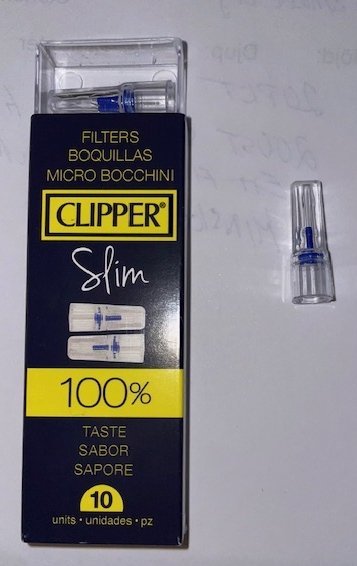 FILTERS
BOQUILLAS
MICRO BOCCHINI
CLIPPER®
Slim
100%
TASTE
SABOR
SAPORE
10
units • unidades • pz